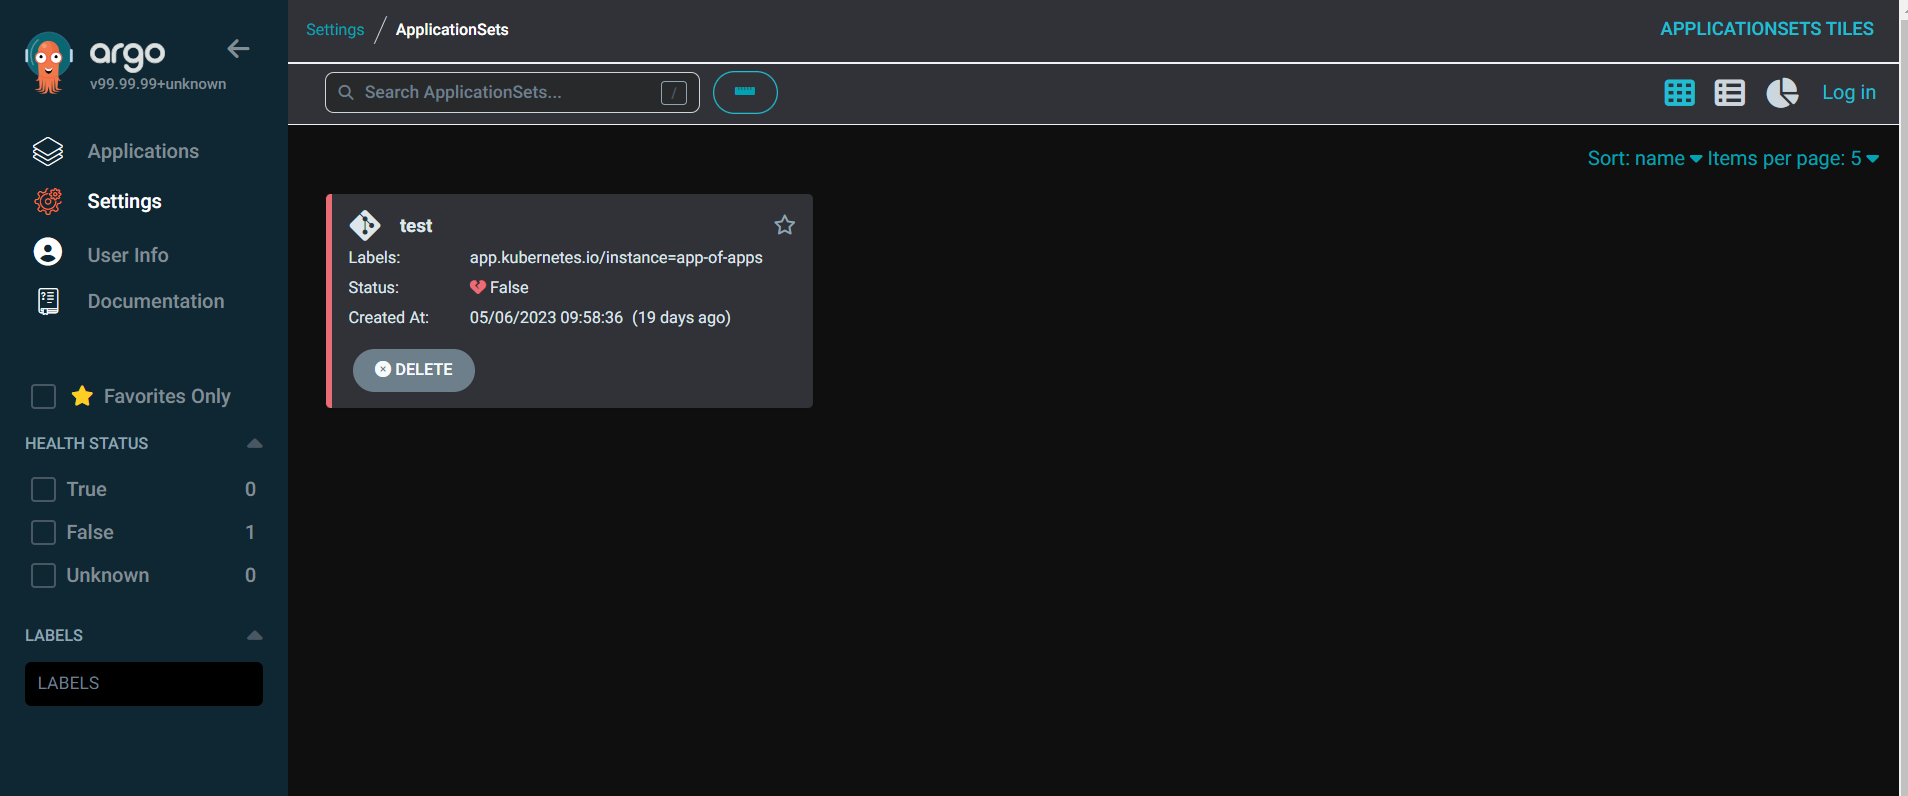 argo
v99.99.99+unknown
Applications
Settings
User Info
Documentation
Favorites Only
HEALTH STATUS
True 0
False 1
Unknown 0
LABELS
LABELS
Settings / ApplicationSets
APPLICATIONSETS TILES
Search ApplicationSets... /
Log in
Sort: name Items per page: 5
test
Labels: app.kubernetes.io/instance=app-of-apps
Status: False
Created At: 05/06/2023 09:58:36 (19 days ago)
DELETE